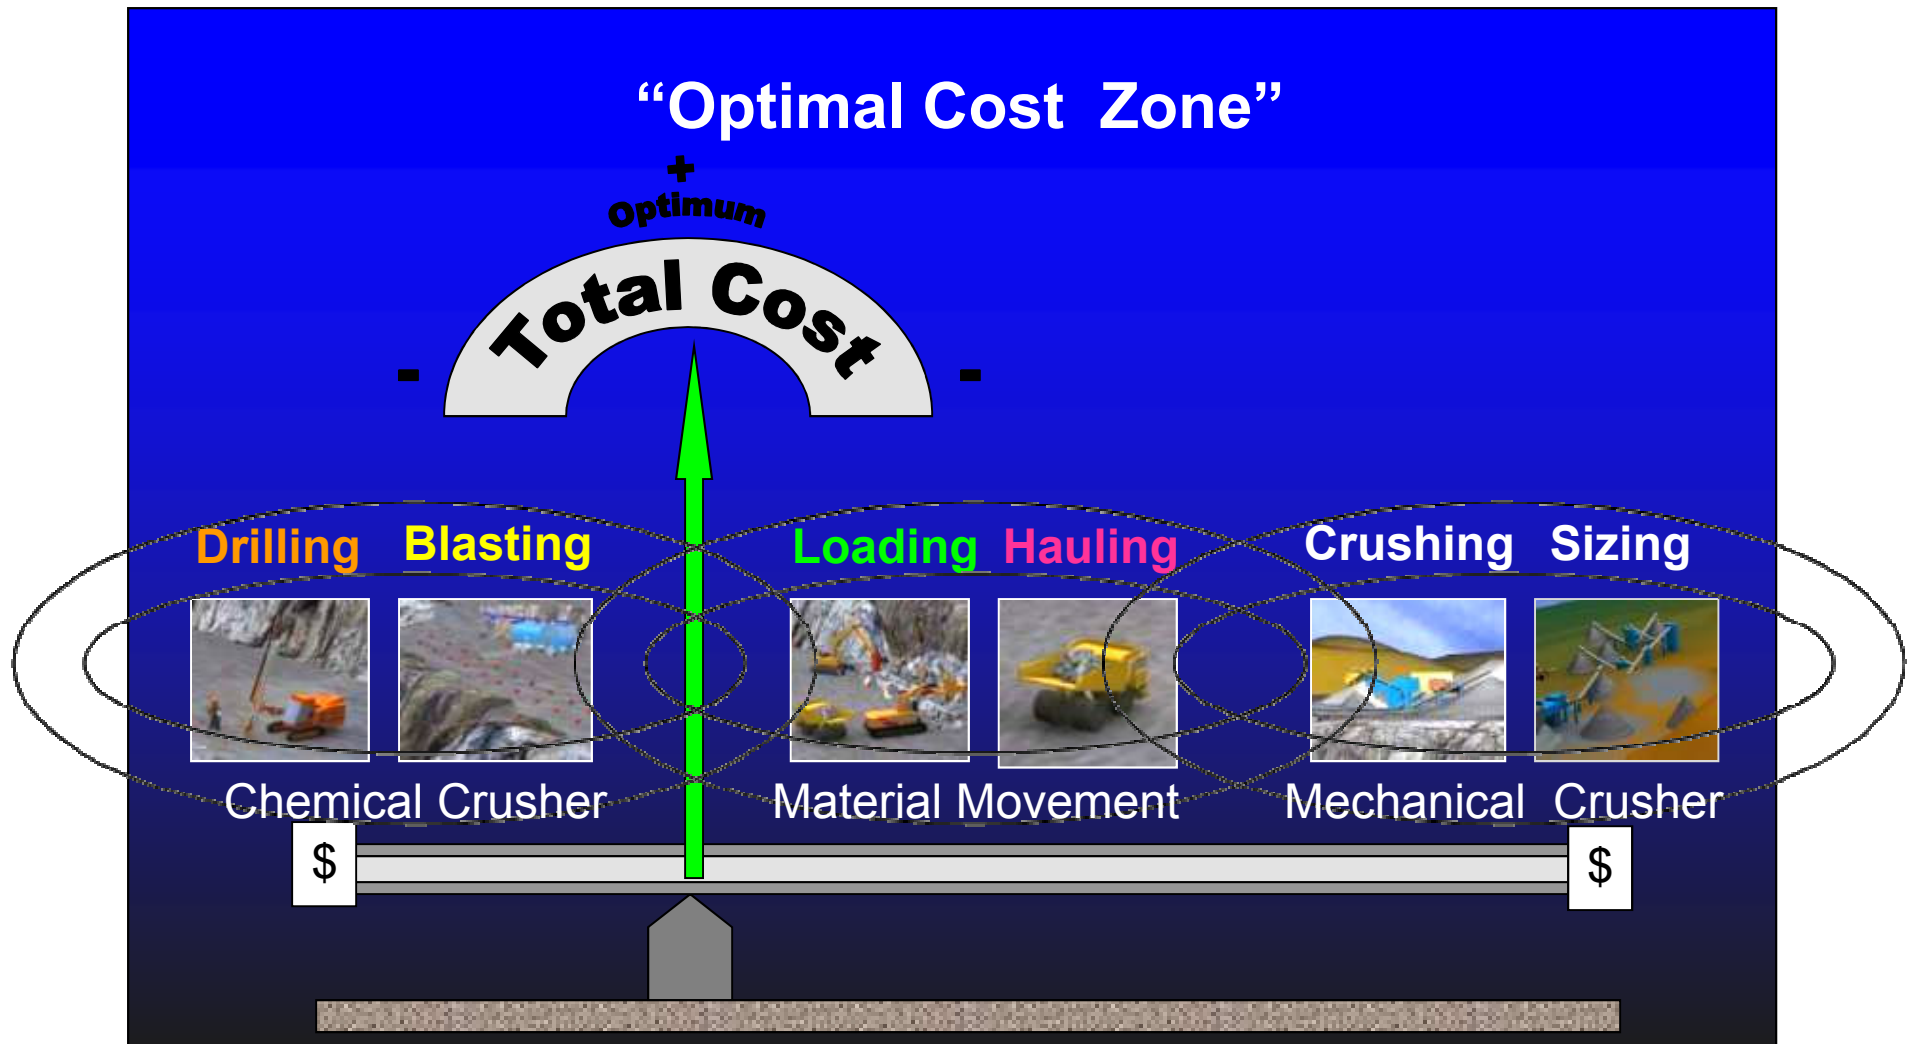 “Optimal Cost Zone”
+
Optimum
Total Cost
- -
Drilling Blasting Loading Hauling Crushing Sizing
Chemical Crusher Material Movement Mechanical Crusher
$ $